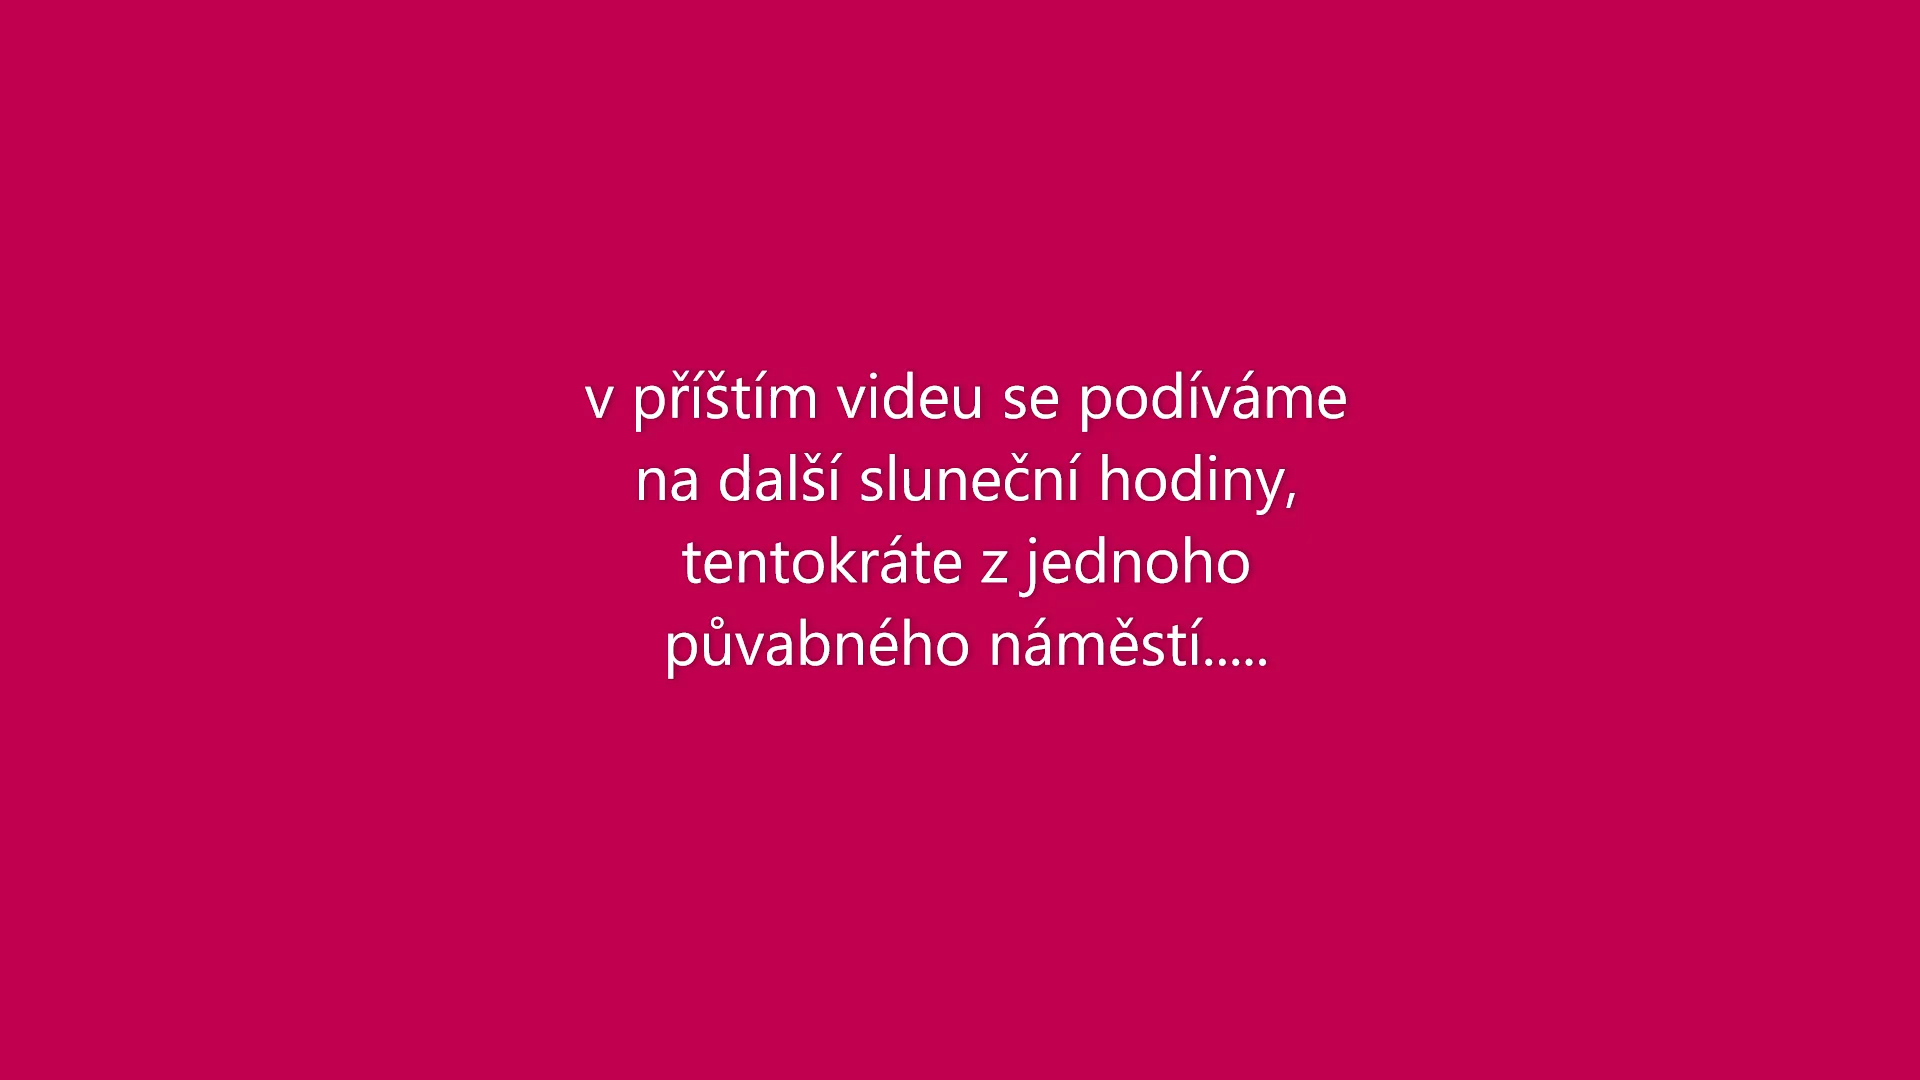 v příštím videu se podíváme
na další sluneční hodiny,
tentokráte z jednoho
půvabného náměstí.....